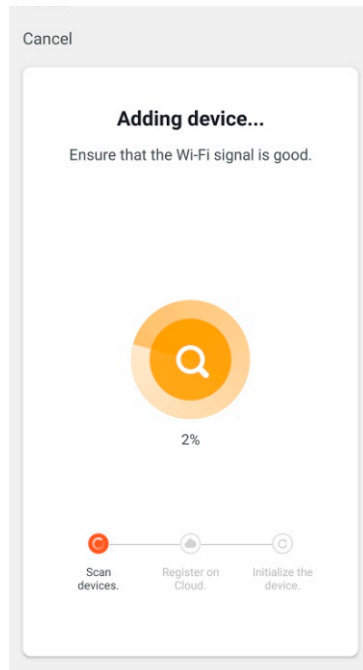 Cancel
Adding device...
Ensure that the Wi-Fi signal is good.
2%
Scan
devices.
Register on
Cloud.
Initialize the
device.